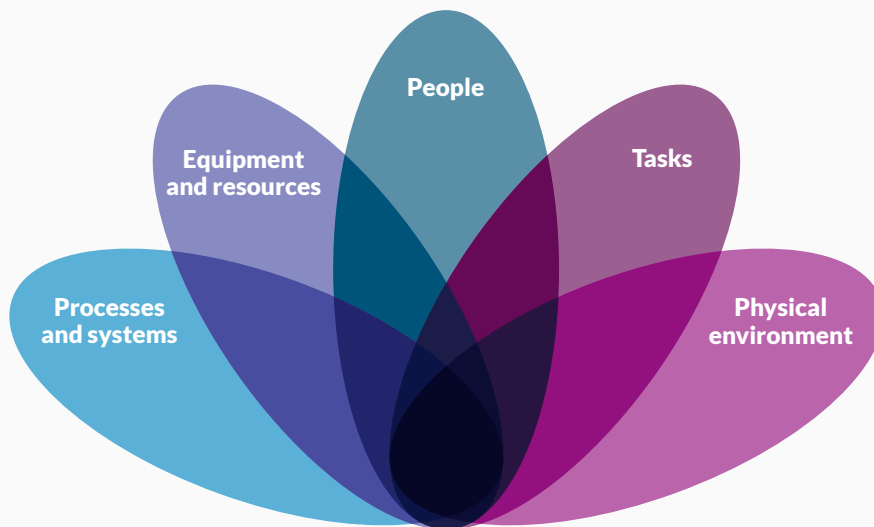 People
Equipment
and resources
Tasks
Processes
and systems
Physical
environment